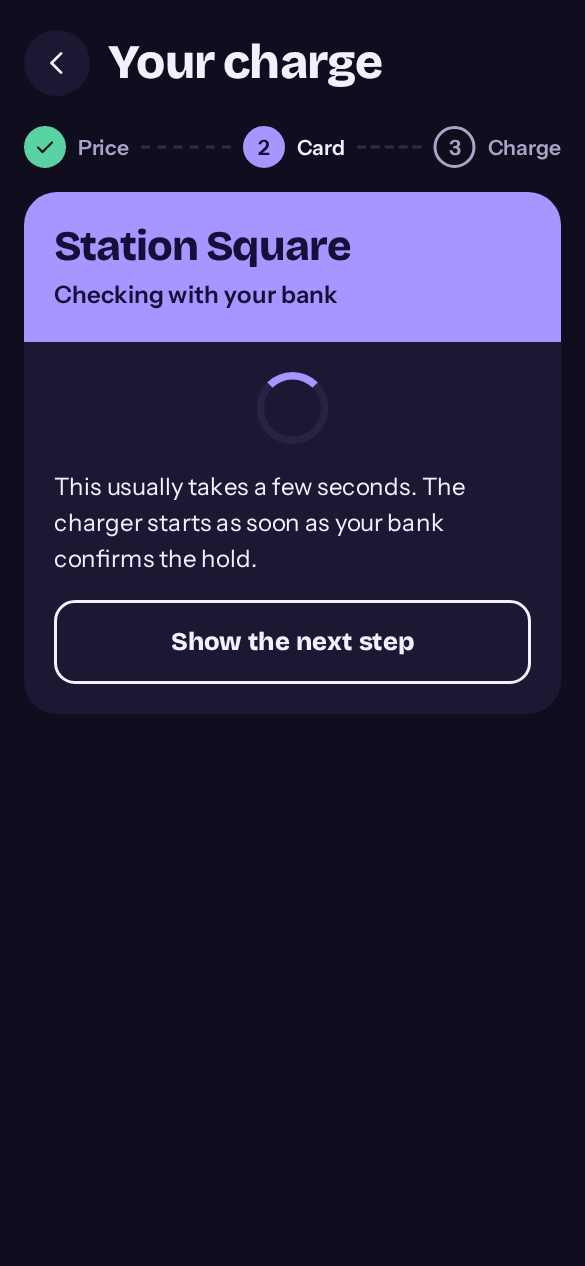 Your charge
Price
2
Card
3
Charge
Station Square
Checking with your bank
This usually takes a few seconds. The
charger starts as soon as your bank
confirms the hold.
Show the next step